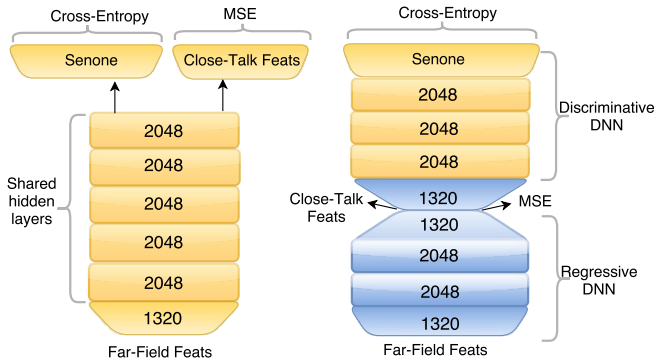 Cross-Entropy
MSE
Senone
Close-Talk Feats
2048
2048
2048
2048
2048
1320
Shared
hidden
layers
Far-Field Feats
Cross-Entropy
Senone
2048
2048
2048
Discriminative
DNN
1320
Close-Talk
Feats
MSE
1320
2048
2048
1320
Regressive
DNN
Far-Field Feats